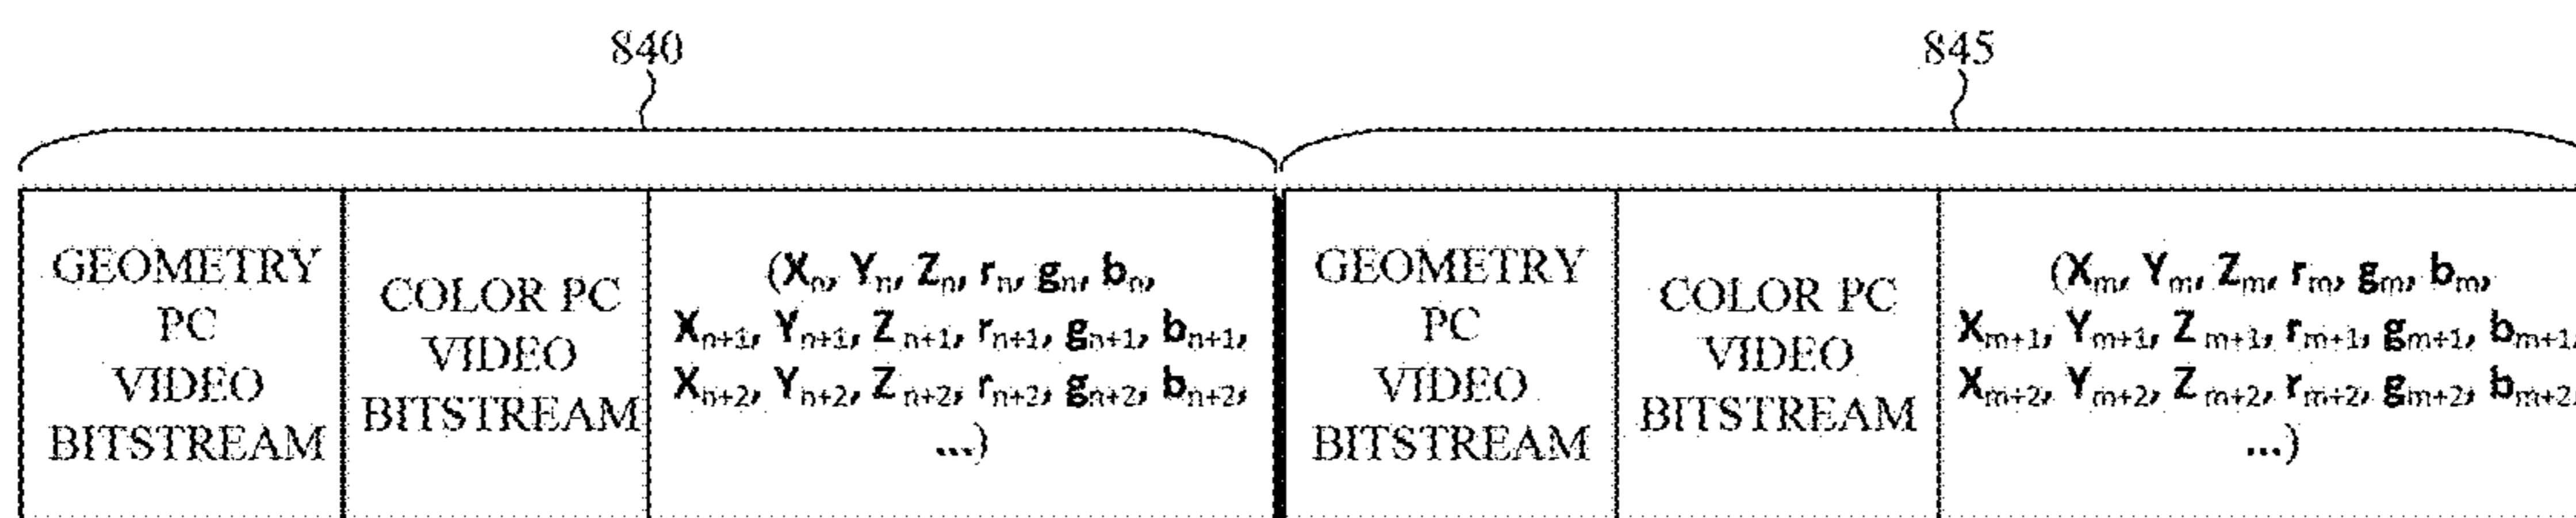 840
845
GEOMETRY
PC
VIDEO
BITSTREAM
COLOR PC
VIDEO
BITSTREAM
(Xn, Yn, Zn, rn, gn, bn,
Xn+1, Yn+1, Zn+1, rn+1, gn+1, bn+1,
Xn+2, Yn+2, Zn+2, rn+2, gn+2, bn+2,
...)
GEOMETRY
PC
VIDEO
BITSTREAM
COLOR PC
VIDEO
BITSTREAM
(Xm, Ym, Zm, rm, gm, bm,
Xm+1, Ym+1, Zm+1, rm+1, gm+1, bm+1,
Xm+2, Ym+2, Zm+2, rm+2, gm+2, bm+2,
...)